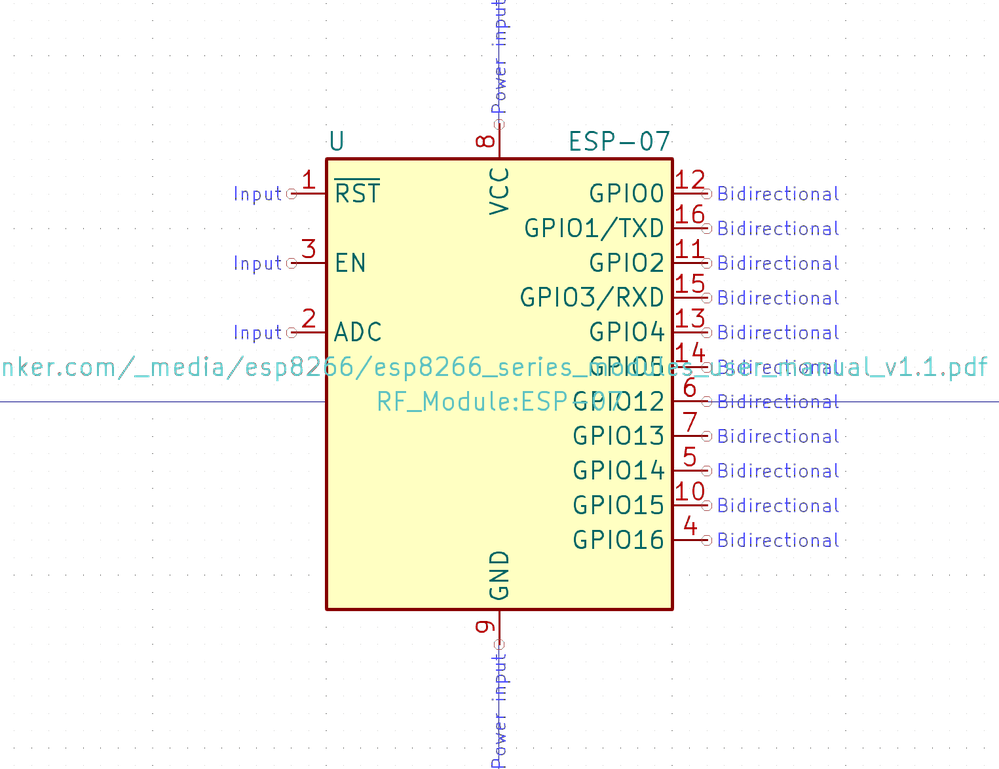 Power input
U
8
ESP-07
Input 1 RST VCC GPIO0 12 Bidirectional
GPIO1/TXD 16 Bidirectional
Input 3 EN GPIO2 11 Bidirectional
GPIO3/RXD 15 Bidirectional
Input 2 ADC GPIO4 13 Bidirectional
GPIO5 14 Bidirectional
nker.com/_media/esp8266/esp8266_series_modules_user_manual_v1.1.pdf
GPIO12 6 Bidirectional
RF_Module:ESP-07
GPIO13 7 Bidirectional
GPIO14 5 Bidirectional
GPIO15 10 Bidirectional
GPIO16 4 Bidirectional
GND
9
Power input